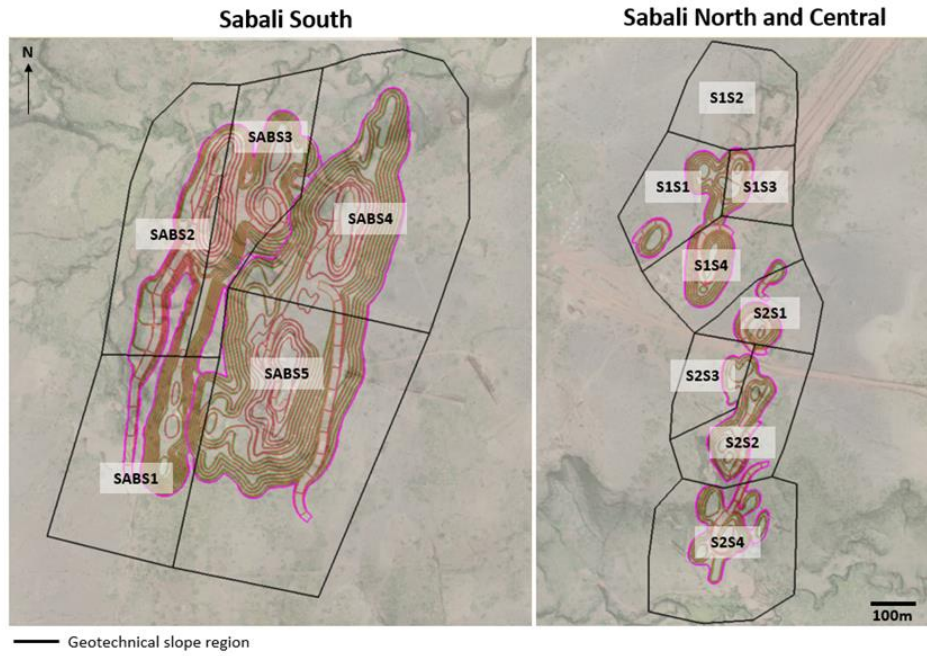 Sabali South
Sabali North and Central
N
S1S2
SABS3
S1S1
S1S3
SABS4
SABS2
S1S4
S2S1
SABS5
S2S3
S2S2
SABS1
S2S4
100m
Geotechnical slope region